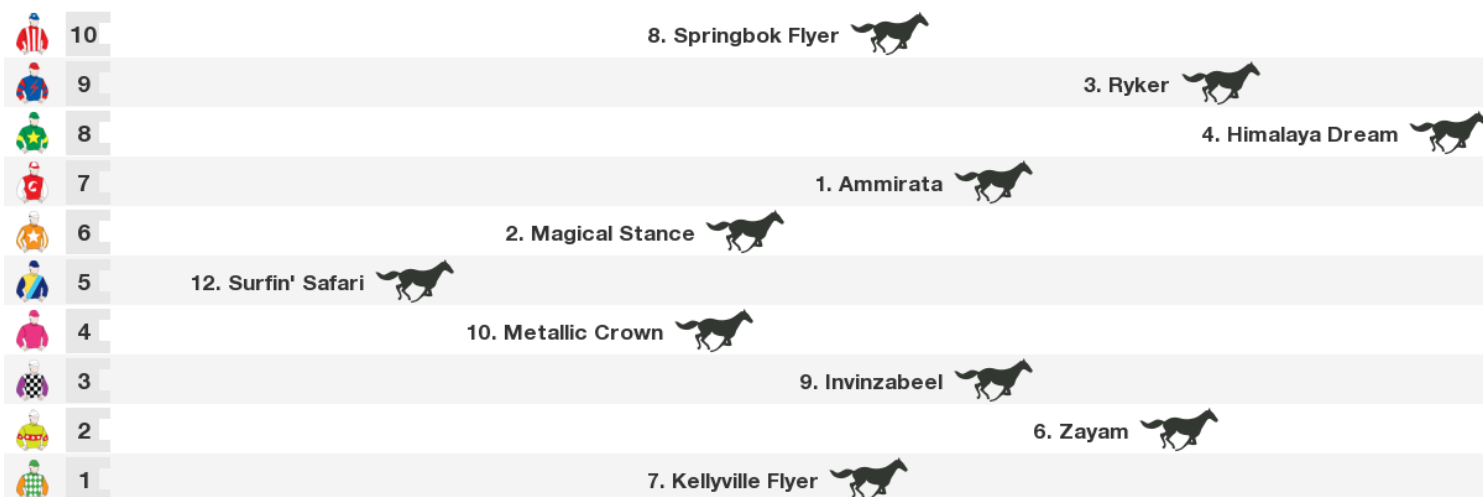 10 8. Springbok Flyer
9 3. Ryker
8 4. Himalaya Dream
7 1. Ammirata
6 2. Magical Stance
5 12. Surfin' Safari
4 10. Metallic Crown
3 9. Invinzabeel
2 6. Zayam
1 7. Kellyville Flyer